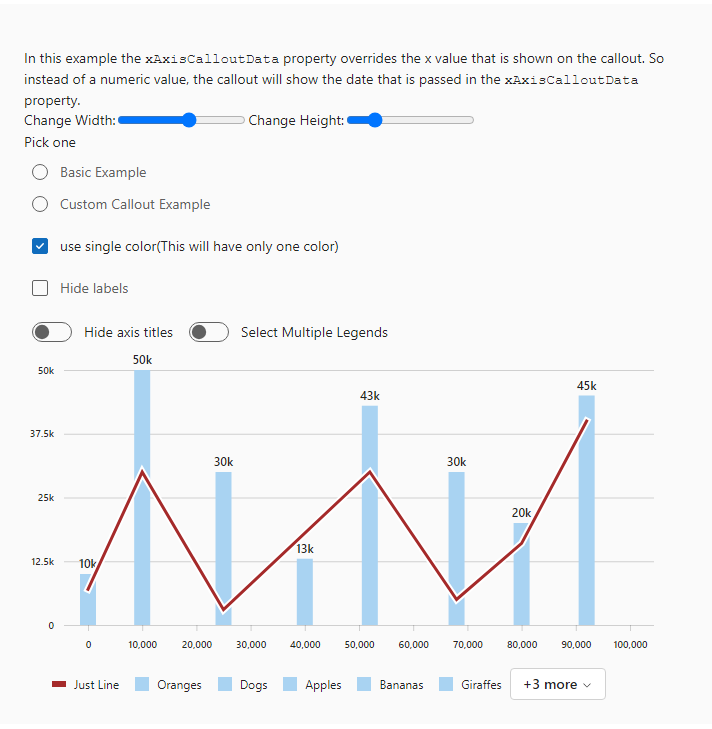 In this example the xAxisCalloutData property overrides the x value that is shown on the callout. So
instead of a numeric value, the callout will show the date that is passed in the xAxisCalloutData
property.
Change Width: Change Height:
Pick one
Basic Example
Custom Callout Example
use single color(This will have only one color)
Hide labels
Hide axis titles Select Multiple Legends
50k
50k
43k
45k
37.5k
30k
30k
25k
20k
13k
12.5k
10k
0
0 10,000 20,000 30,000 40,000 50,000 60,000 70,000 80,000 90,000 100,000
Just Line Oranges Dogs Apples Bananas Giraffes +3 more